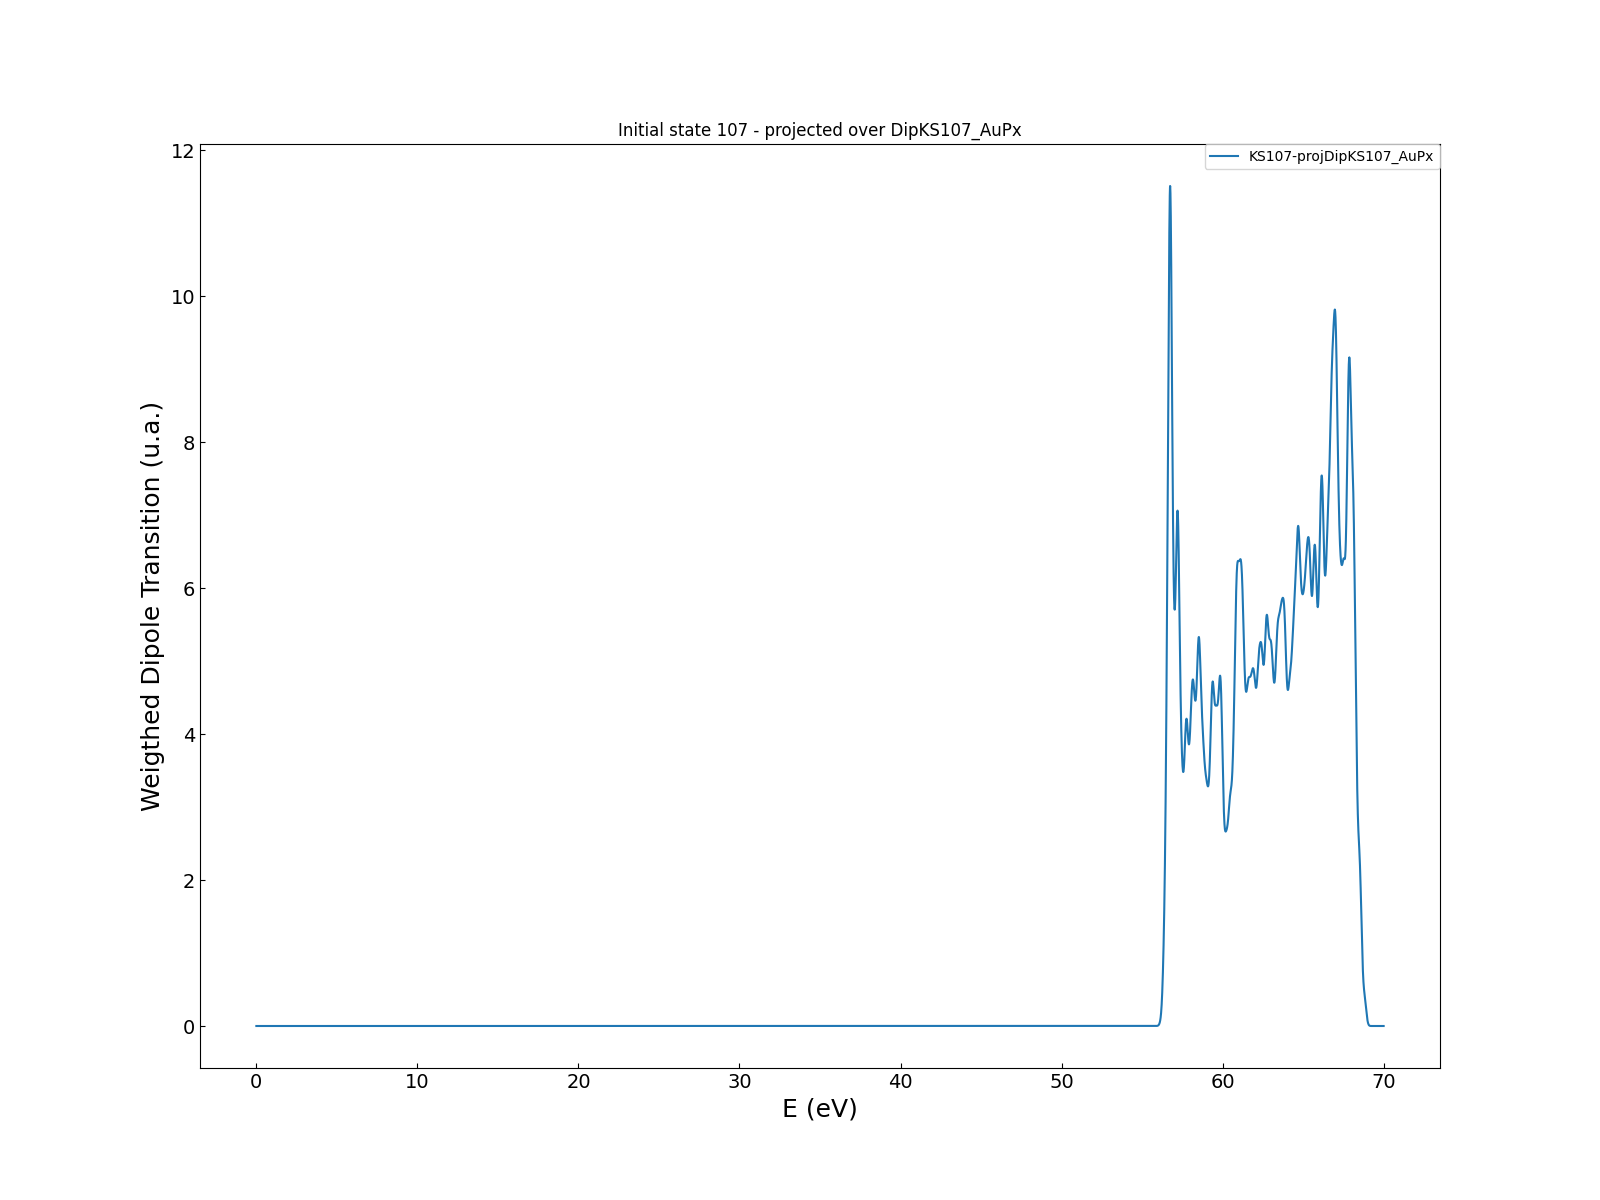 Initial state 107 - projected over DipKS107_AuPx
KS107-projDipKS107_AuPx
Weigthed Dipole Transition (u.a.)
12
10
8
6
4
2
0
0 10 20 30 40 50 60 70
E (eV)